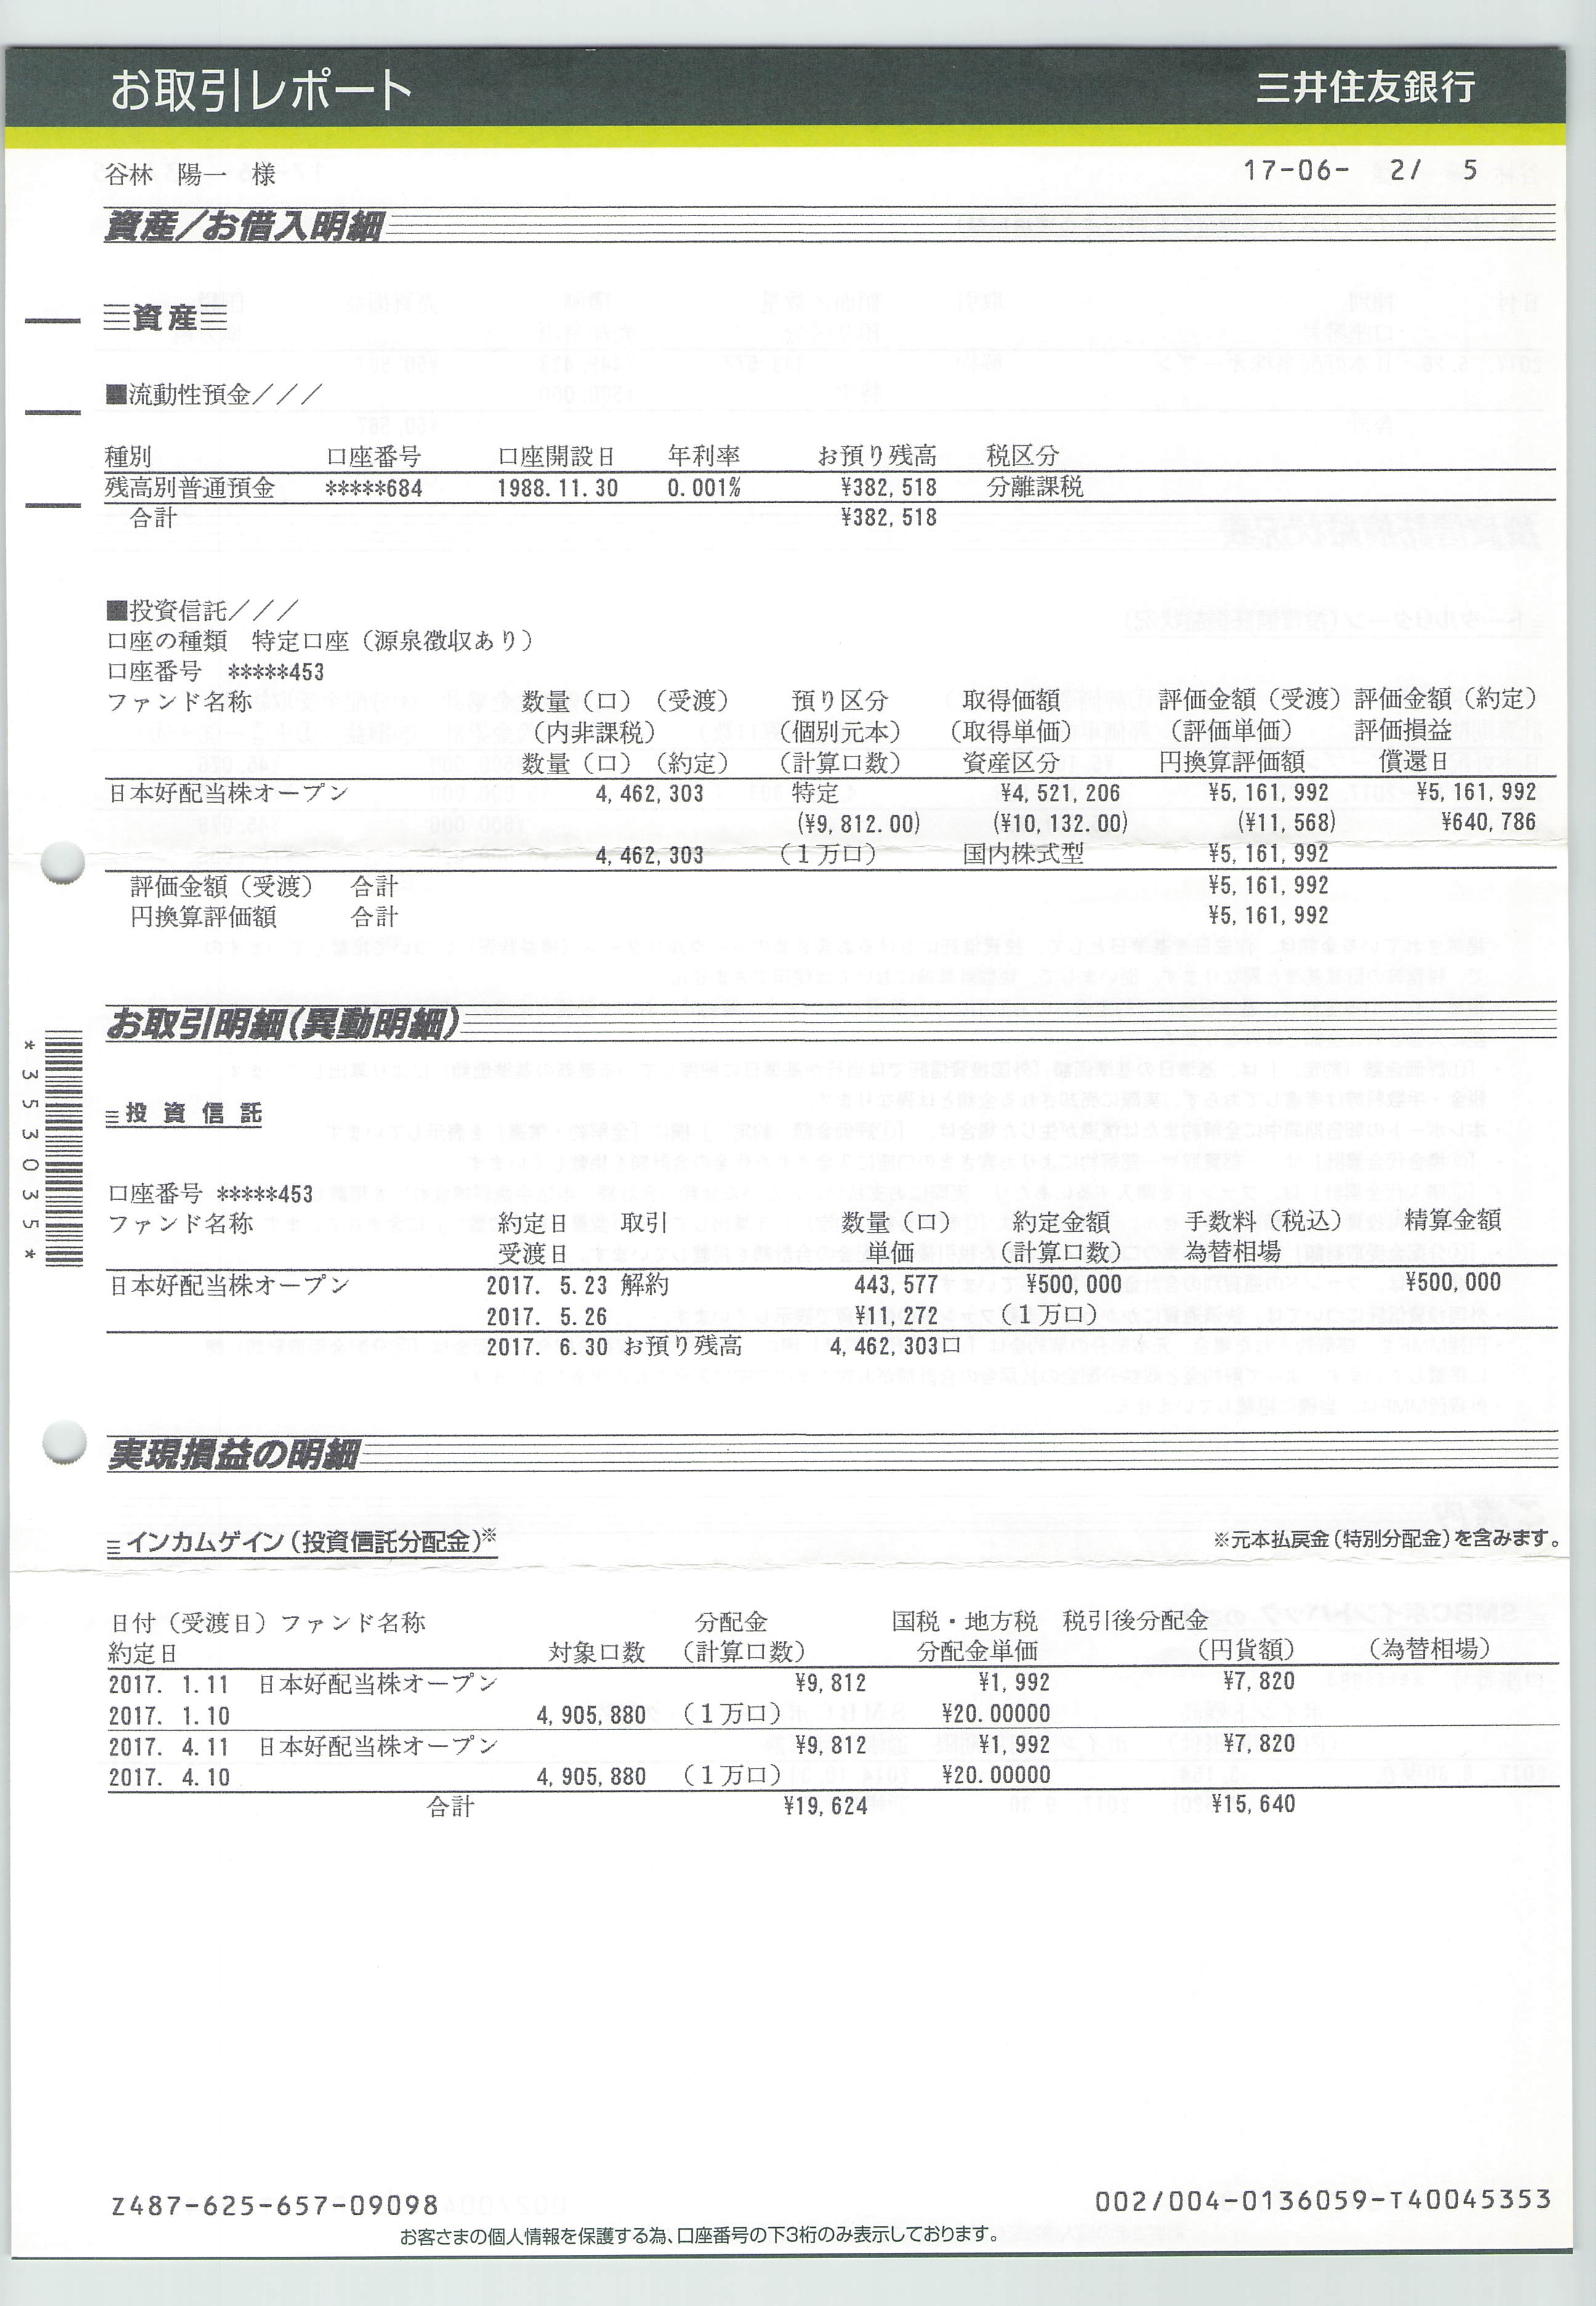 お取引レポート 三井住友銀行
谷林 陽一 様 17-06- 2/ 5
資産/お借入明細
資産
■流動性預金///
種別 口座番号 口座開設日 年利率 お預り残高 税区分
残高別普通預金 *****684 1988.11.30 0.001% ¥382,518 分離課税
合計 ¥382,518
■投資信託///
口座の種類 特定口座(源泉徴収あり)
口座番号 *****453
ファンド名称 数量(口)(受渡) 預り区分 取得価額 評価金額(受渡) 評価金額(約定)
(内非課税) (個別元本) (取得単価) (評価単価) 評価損益
数量(口)(約定) (計算口数) 資産区分 円換算評価額 償還日
日本好配当株オープン 4,462,303 特定 ¥4,521,206 ¥5,161,992 ¥5,161,992
(¥9,812.00) (¥10,132.00) (¥11,568) ¥640,786
4,462,303 (1万口) 国内株式型 ¥5,161,992
評価金額(受渡) 合計 ¥5,161,992
円換算評価額 合計 ¥5,161,992
お取引明細(異動明細)
投資信託
口座番号 *****453
ファンド名称 約定日 取引 数量(口) 約定金額 手数料(税込) 精算金額
受渡日 単価 (計算口数) 為替相場
日本好配当株オープン 2017. 5.23 解約 443,577 ¥500,000 ¥500,000
2017. 5.26 ¥11,272 (1万口)
2017. 6.30 お預り残高 4,462,303口
*353035*
実現損益の明細
インカムゲイン(投資信託分配金)※ ※元本払戻金(特別分配金)を含みます。
日付(受渡日) ファンド名称 分配金 国税・地方税 税引後分配金
約定日 対象口数 (計算口数) 分配金単価 (円貨額) (為替相場)
2017. 1.11 日本好配当株オープン ¥9,812 ¥1,992 ¥7,820
2017. 1.10 4,905,880 (1万口) ¥20.00000
2017. 4.11 日本好配当株オープン ¥9,812 ¥1,992 ¥7,820
2017. 4.10 4,905,880 (1万口) ¥20.00000
合計 ¥19,624 ¥15,640
Z487-625-657-09098 002/004-0136059-T40045353
お客さまの個人情報を保護する為、口座番号の下3桁のみ表示しております。